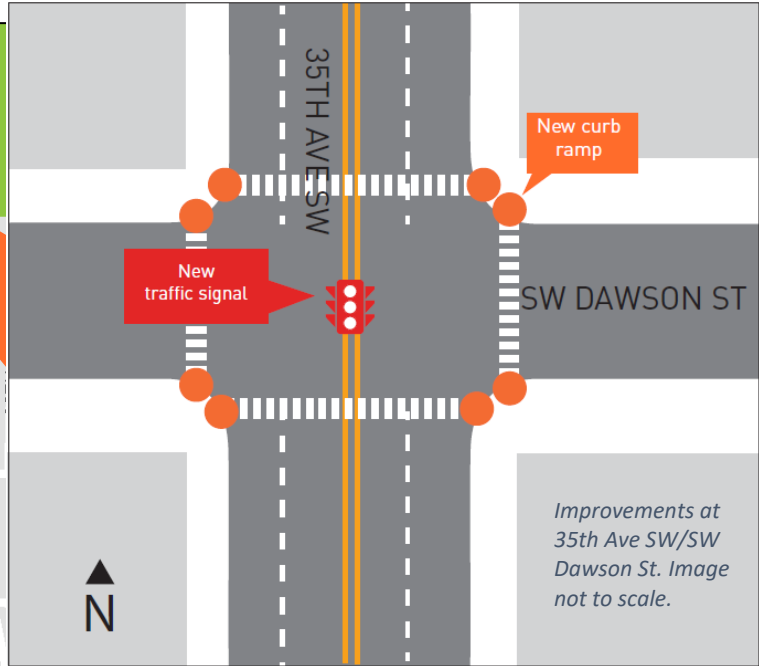 35TH AVE SW
New curb
ramp
New
traffic signal
SW DAWSON ST
Improvements at
35th Ave SW/SW
Dawson St. Image
not to scale.
N